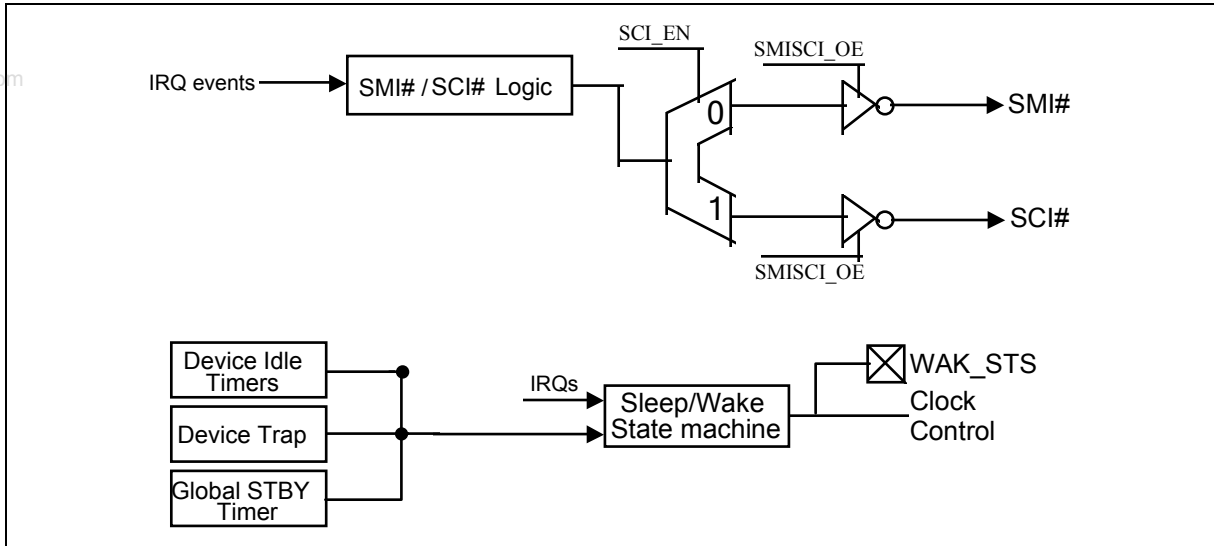 SCI_EN
SMISCI_OE
om
IRQ events
SMI# / SCI# Logic
0
SMI#
1
SCI#
SMISCI_OE
Device Idle
Timers
Device Trap
Global STBY
Timer
IRQs
Sleep/Wake
State machine
WAK_STS
Clock
Control